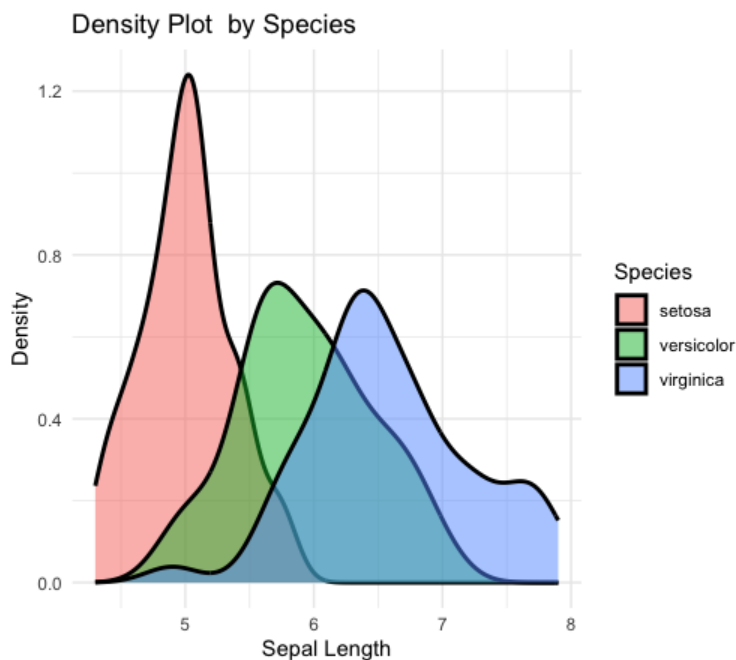 Density Plot  by Species
1.2
0.8
0.4
0.0
Density
5 6 7 8
Sepal Length
Species
setosa
versicolor
virginica